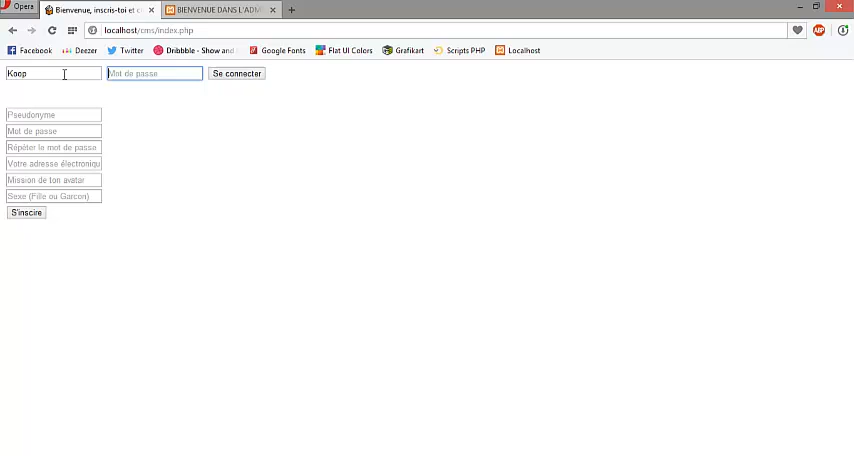 Opera
Bienvenue, inscris-toi et c
BIENVENUE DANS L'ADM
localhost/cms/index.php
Facebook Deezer Twitter Dribbble - Show and Google Fonts Flat UI Colors Grafikart Scripts PHP Localhost
Koop Mot de passe Se connecter
Pseudonyme
Mot de passe
Répéter le mot de passe
Votre adresse électroniqu
Mission de ton avatar
Sexe (Fille ou Garcon)
S'inscire